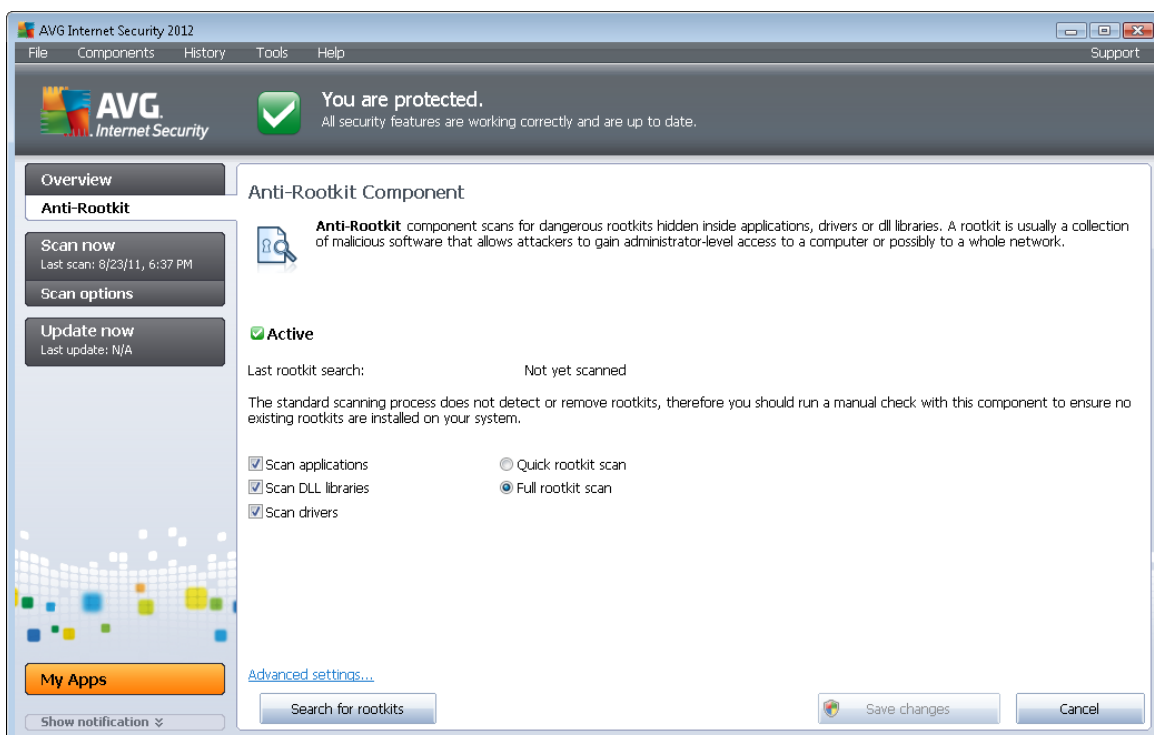 AVG Internet Security 2012
File Components History Tools Help Support
AVG.
Internet Security
You are protected.
All security features are working correctly and are up to date.
Overview
Anti-Rootkit
Scan now
Last scan: 8/23/11, 6:37 PM
Scan options
Update now
Last update: N/A
My Apps
Show notification
Anti-Rootkit Component
Anti-Rootkit component scans for dangerous rootkits hidden inside applications, drivers or dll libraries. A rootkit is usually a collection
of malicious software that allows attackers to gain administrator-level access to a computer or possibly to a whole network.
Active
Last rootkit search: Not yet scanned
The standard scanning process does not detect or remove rootkits, therefore you should run a manual check with this component to ensure no
existing rootkits are installed on your system.
Scan applications Quick rootkit scan
Scan DLL libraries Full rootkit scan
Scan drivers
Advanced settings...
Search for rootkits Save changes Cancel